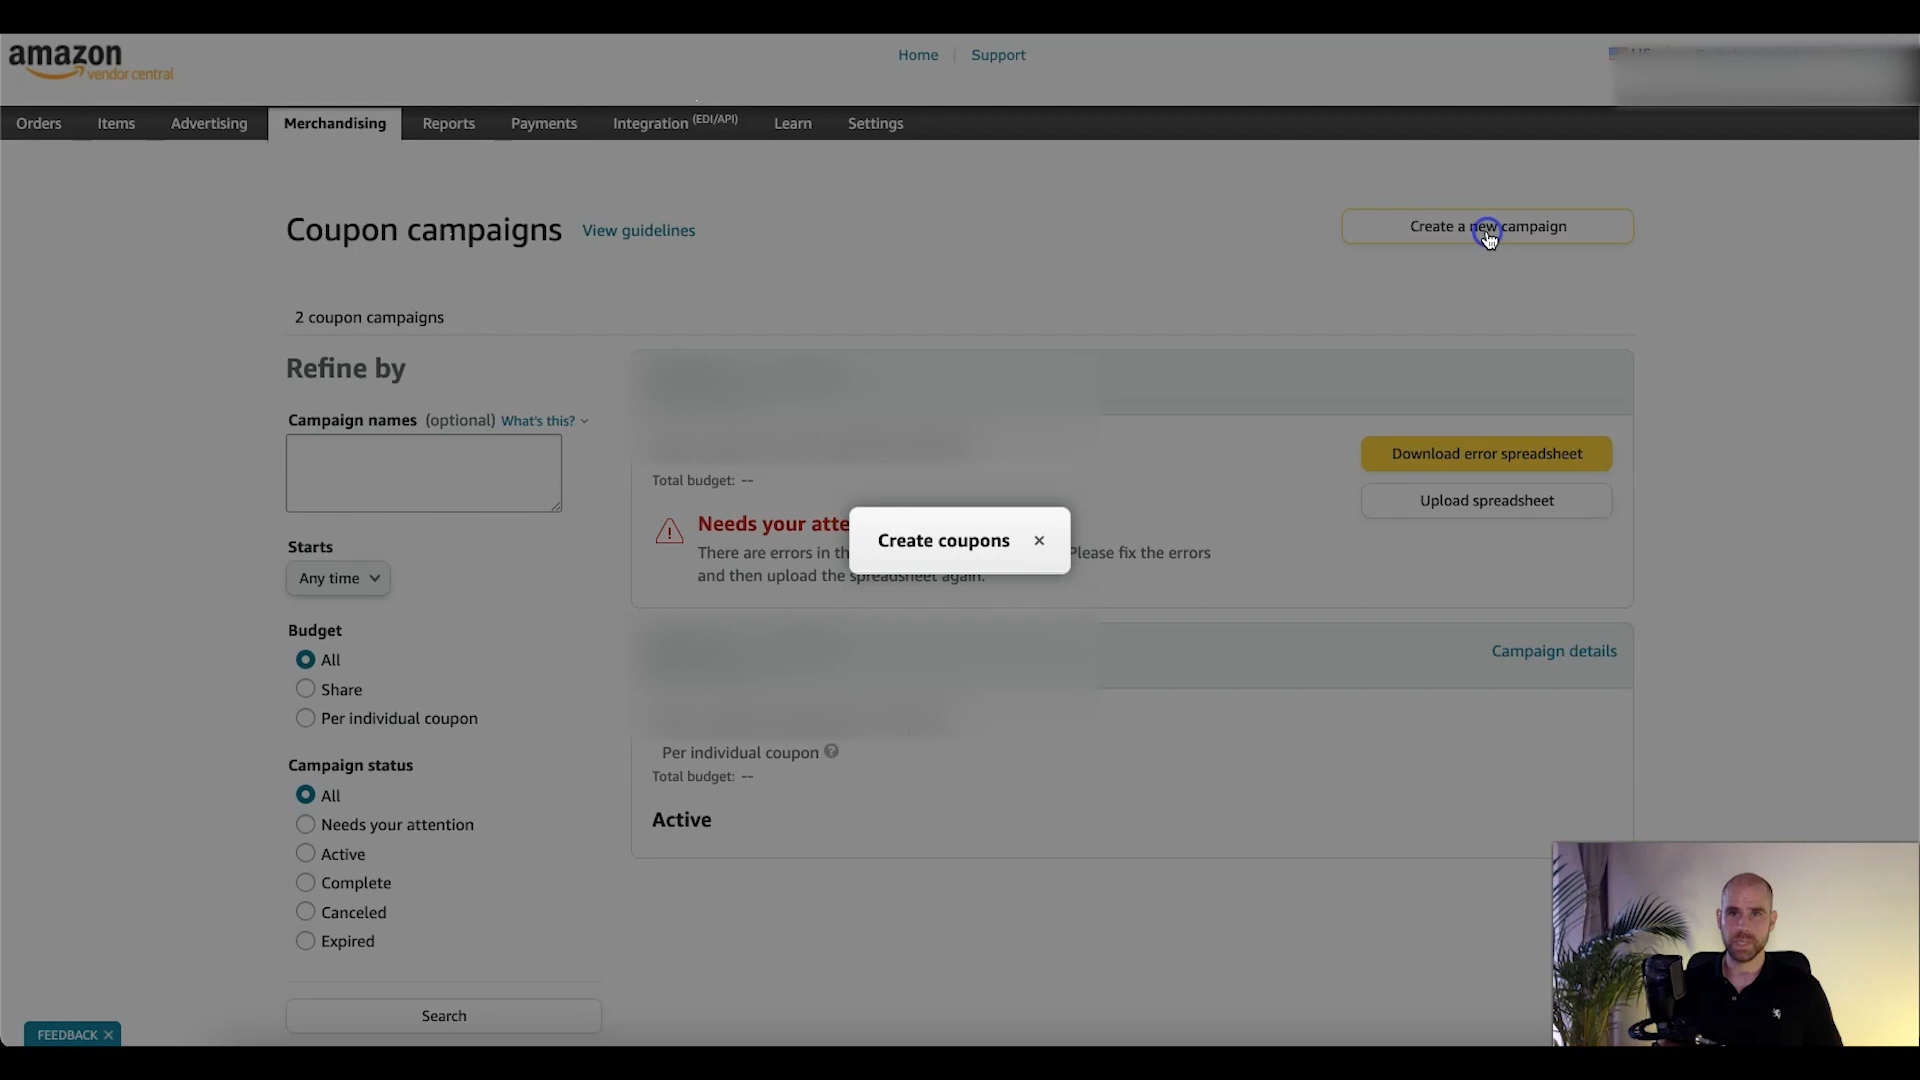 amazon
vendor central
Home
Support
Orders
Items
Advertising
Merchandising
Reports
Payments
Integration (EDI/API)
Learn
Settings
Coupon campaigns
View guidelines
Create a new campaign
2 coupon campaigns
Refine by
Campaign names (optional) What's this?
Starts
Any time
Budget
All
Share
Per individual coupon
Campaign status
All
Needs your attention
Active
Complete
Canceled
Expired
Search
Download error spreadsheet
Upload spreadsheet
Total budget: --
Needs your atte
There are errors in th
Please fix the errors
and then upload the spreadsheet again.
Create coupons ×
Campaign details
Per individual coupon ?
Total budget: --
Active
FEEDBACK ×